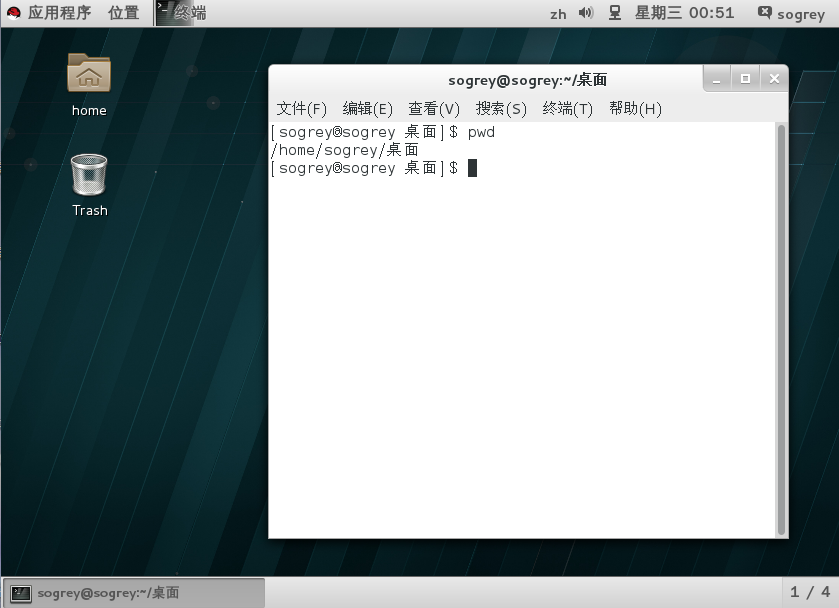 应用程序 位置 终端 zh 星期三 00:51 sogrey
home
Trash
sogrey@sogrey:~/桌面
文件(F) 编辑(E) 查看(V) 搜索(S) 终端(T) 帮助(H)
[sogrey@sogrey 桌面]$ pwd
/home/sogrey/桌面
[sogrey@sogrey 桌面]$
sogrey@sogrey:~/桌面 1 / 4